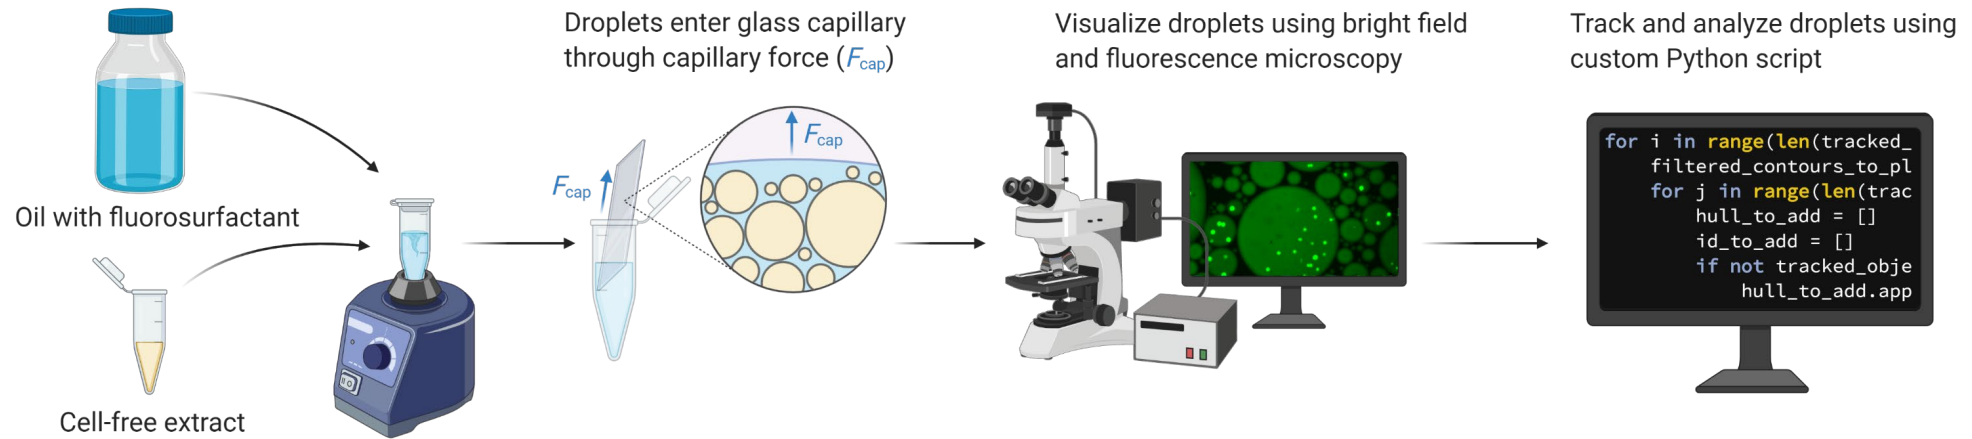 Oil with fluorosurfactant
Cell-free extract
Droplets enter glass capillary
through capillary force (Fcap)
Fcap
Fcap
Visualize droplets using bright field
and fluorescence microscopy
Track and analyze droplets using
custom Python script
for i in range(len(tracked_
filtered_contours_to_pl
for j in range(len(trac
hull_to_add = []
id_to_add = []
if not tracked_obje
hull_to_add.app